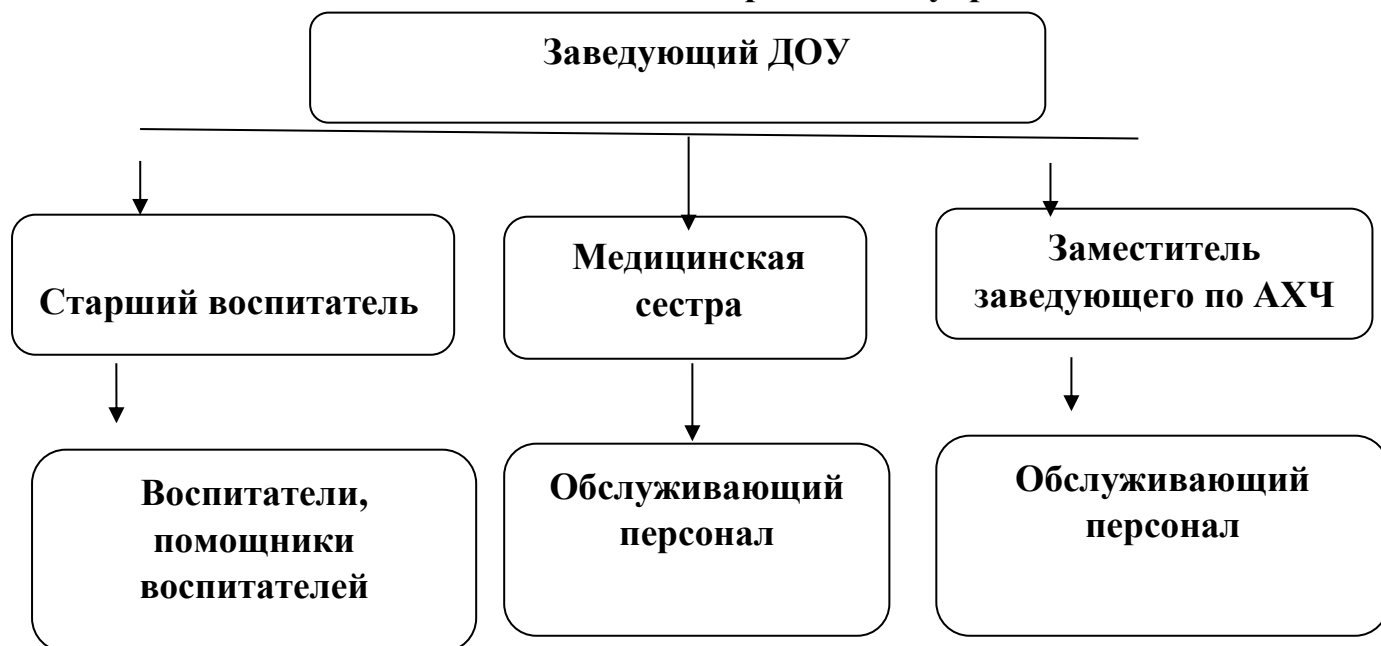 Заведующий ДОУ
Старший воспитатель
Медицинская
сестра
Заместитель
заведующего по АХЧ
Воспитатели,
помощники
воспитателей
Обслуживающий
персонал
Обслуживающий
персонал